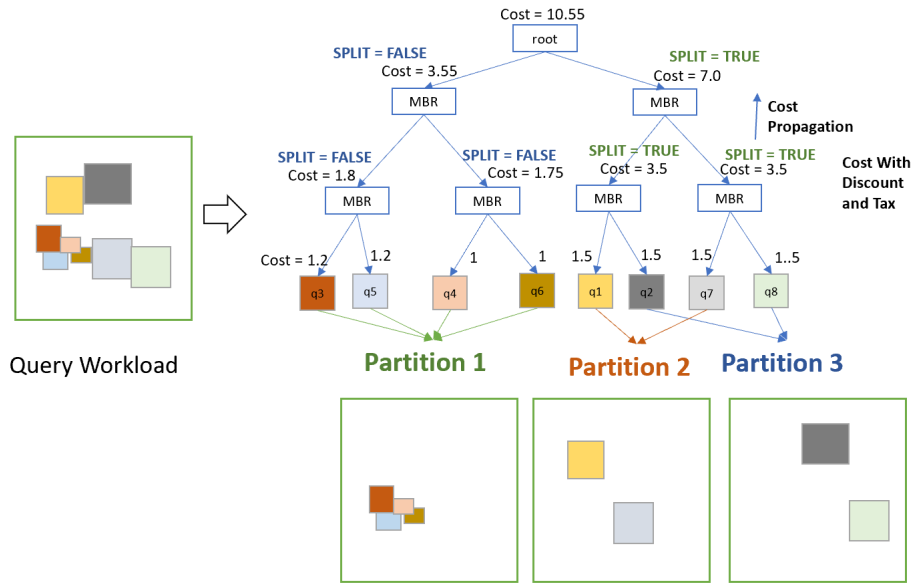 Cost = 10.55
root
SPLIT = FALSE
Cost = 3.55
MBR
SPLIT = TRUE
Cost = 7.0
MBR
Cost
Propagation
SPLIT = FALSE
Cost = 1.8
MBR
SPLIT = FALSE
Cost = 1.75
MBR
SPLIT = TRUE
Cost = 3.5
MBR
SPLIT = TRUE
Cost = 3.5
MBR
Cost With
Discount
and Tax
Cost = 1.2
1.2
1
1
1.5
1.5
1.5
1..5
q3
q5
q4
q6
q1
q2
q7
q8
Query Workload
Partition 1
Partition 2
Partition 3